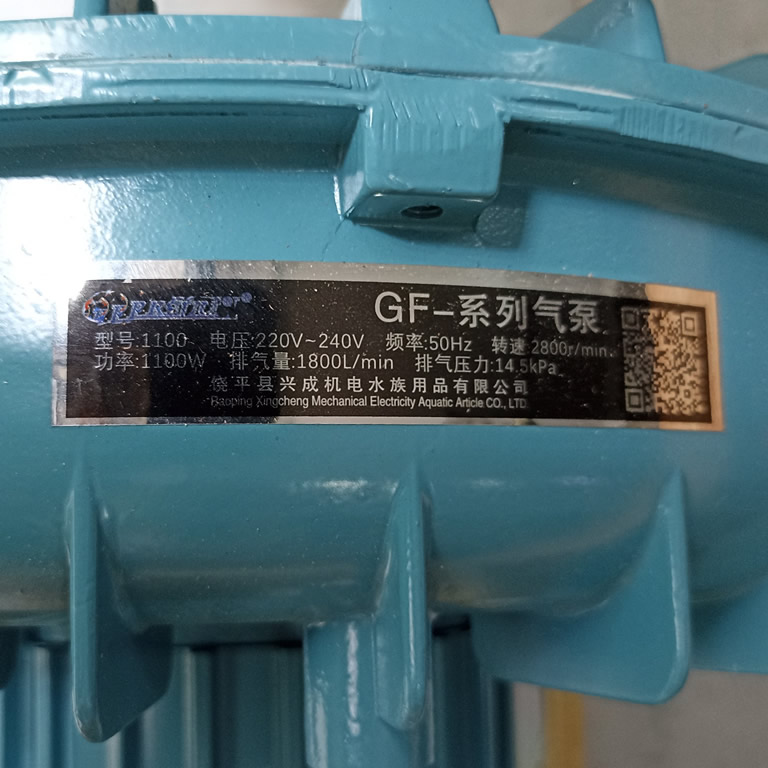 GF-系列气泵
型号:1100 电压:220V~240V 频率:50Hz 转速:2800r/min
功率:1100W 排气量:1800L/min 排气压力:14.5kPa
饶平县兴成机电水族用品有限公司
Raoping Xingcheng Mechanical Electricity Aquatic Article CO., LTD